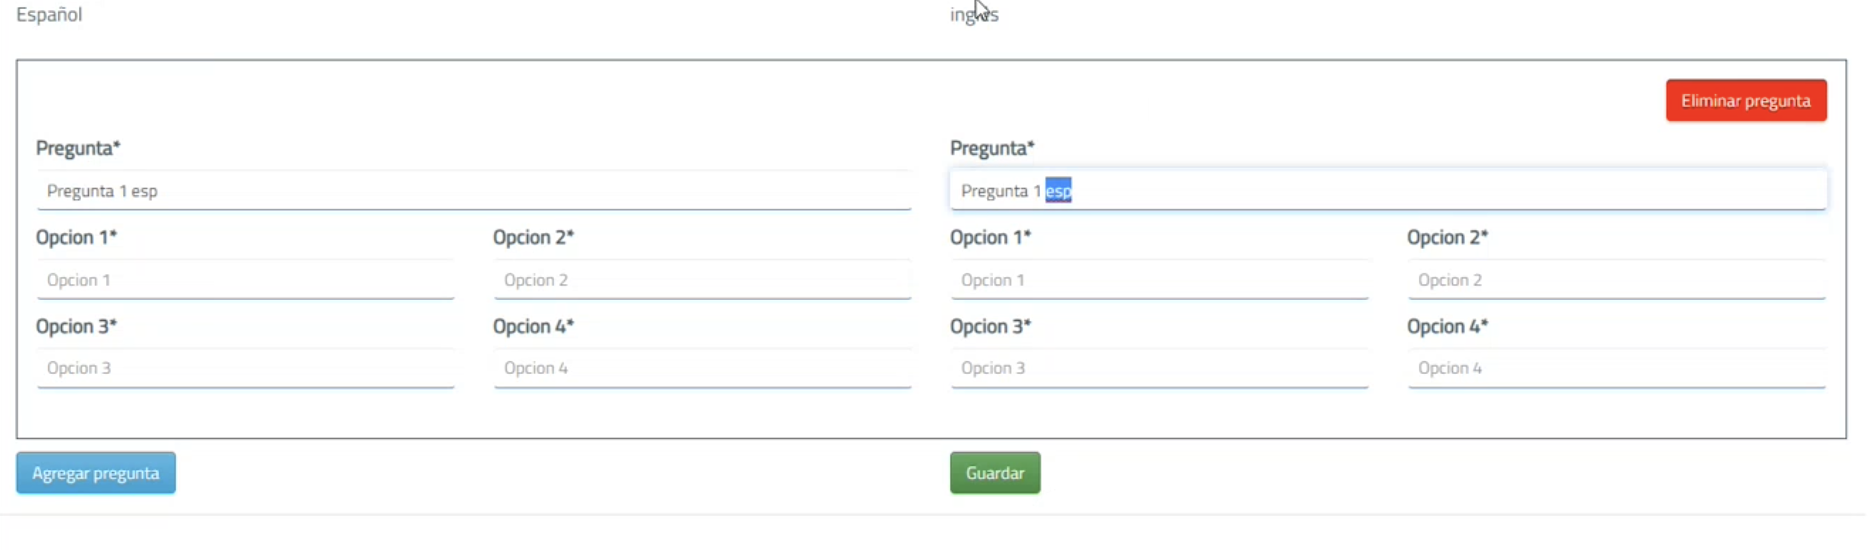 Español inglés
Eliminar pregunta
Pregunta* Pregunta*
Pregunta 1 esp Pregunta 1 esp
Opcion 1* Opcion 2* Opcion 1* Opcion 2*
Opcion 1 Opcion 2 Opcion 1 Opcion 2
Opcion 3* Opcion 4* Opcion 3* Opcion 4*
Opcion 3 Opcion 4 Opcion 3 Opcion 4
Agregar pregunta Guardar